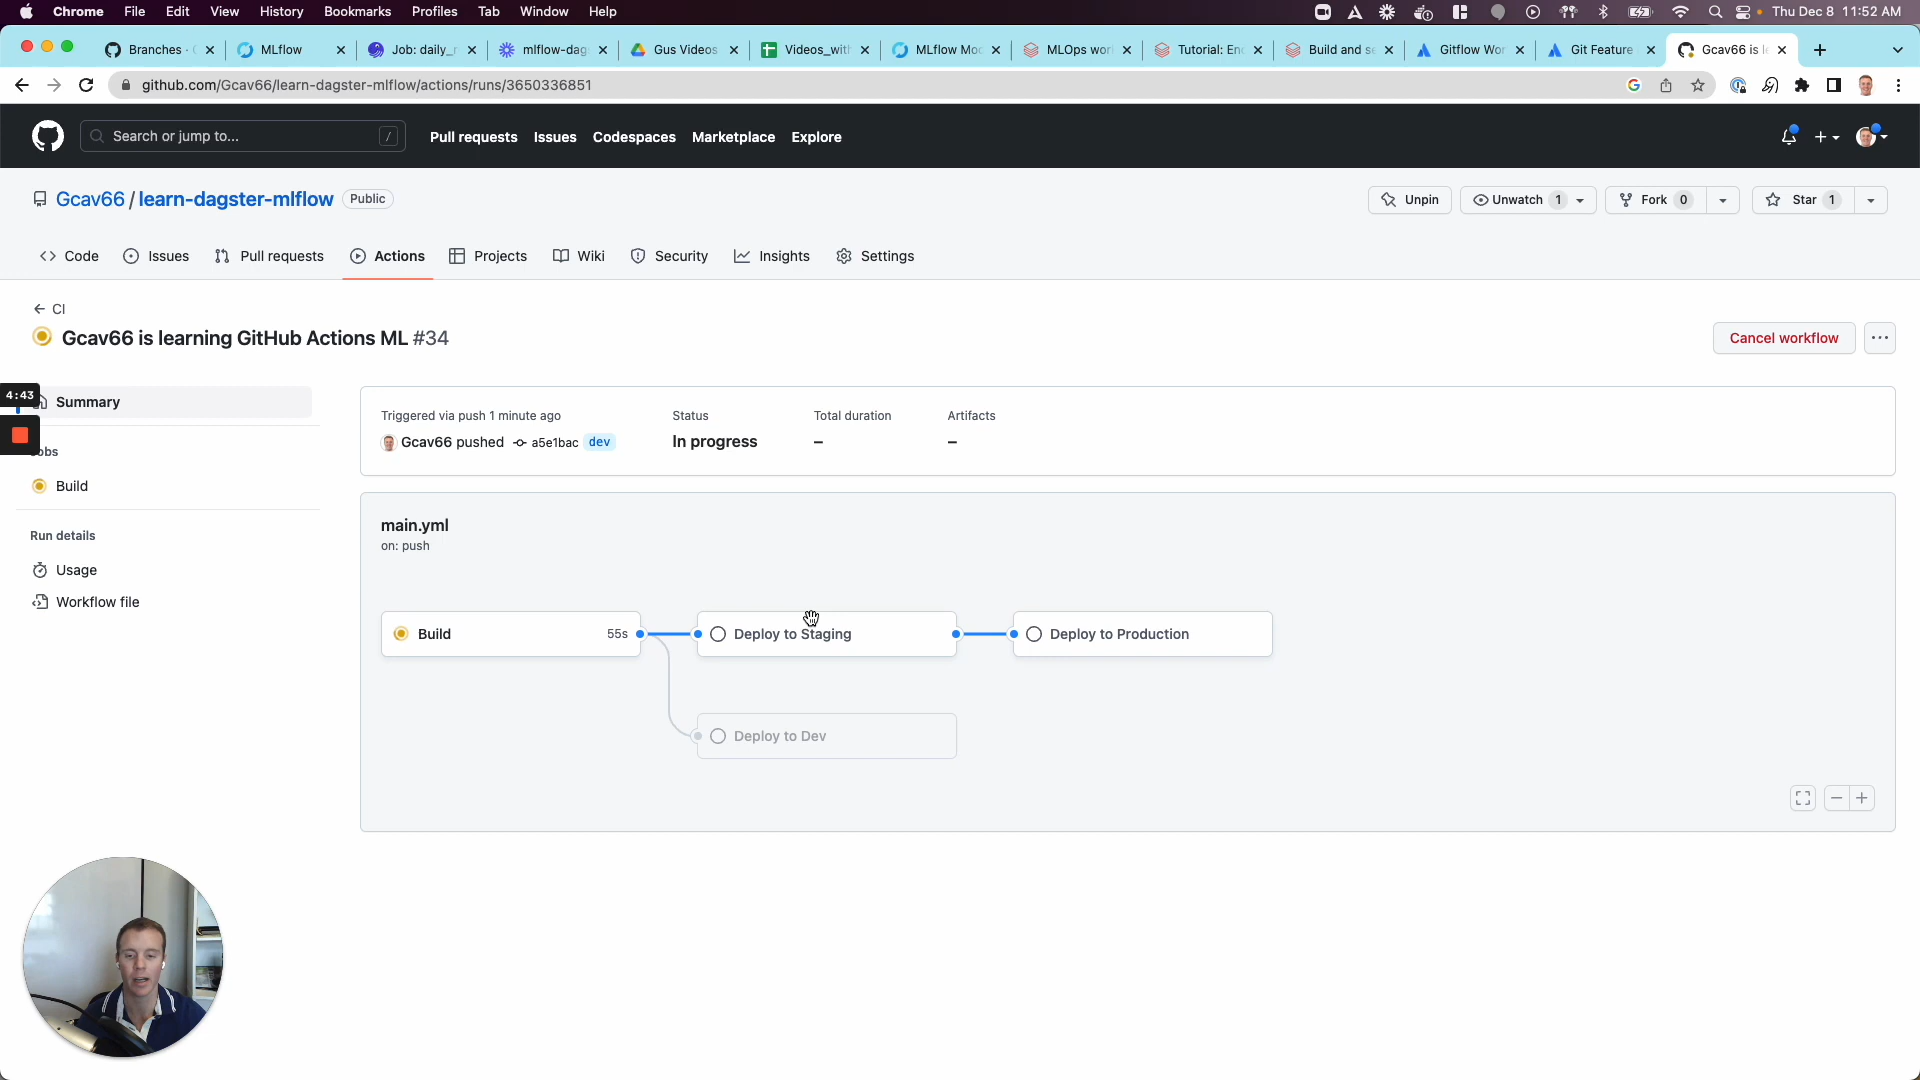 Chrome File Edit View History Bookmarks Profiles Tab Window Help
Thu Dec 8 11:52 AM
Branches · MLflow Job: daily_ mlflow-dag Gus Videos Videos_with MLflow Mod MLOps wor Tutorial: En Build and se Gitflow Wor Git Feature Gcav66 is l
github.com/Gcav66/learn-dagster-mlflow/actions/runs/3650336851
Search or jump to... / Pull requests Issues Codespaces Marketplace Explore
Gcav66 / learn-dagster-mlflow Public
Unpin Unwatch 1 Fork 0 Star 1
Code Issues Pull requests Actions Projects Wiki Security Insights Settings
← CI
Gcav66 is learning GitHub Actions ML #34
Cancel workflow ...
4:43
Summary
Jobs
Build
Run details
Usage
Workflow file
Triggered via push 1 minute ago
Gcav66 pushed a5e1bac dev
Status
In progress
Total duration
–
Artifacts
–
main.yml
on: push
Build 55s
Deploy to Staging
Deploy to Production
Deploy to Dev